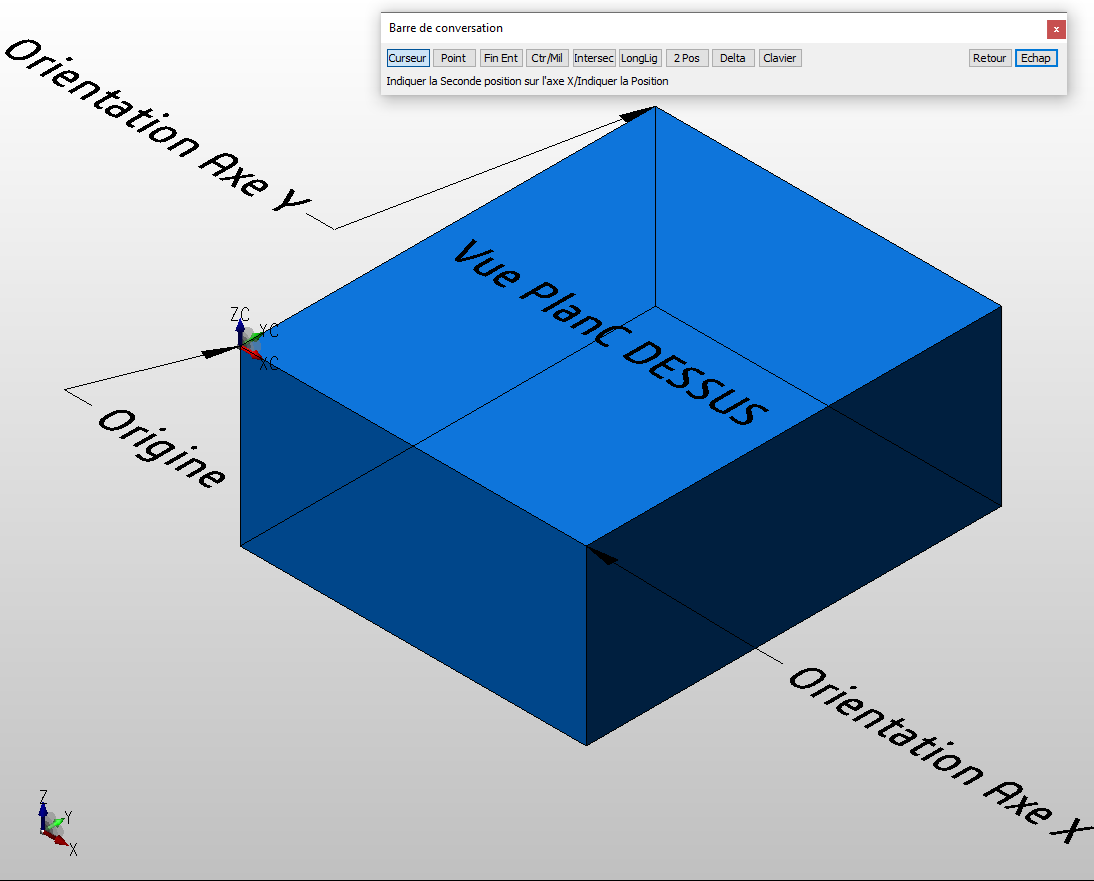 Barre de conversation
x
Curseur Point Fin Ent Ctr/Mil Intersec LongLig 2 Pos Delta Clavier Retour Echap
Indiquer la Seconde position sur l'axe X/Indiquer la Position
Orientation Axe Y
Vue PlanC DESSUS
ZC
YC
XC
Origine
Orientation Axe X
Z
Y
X